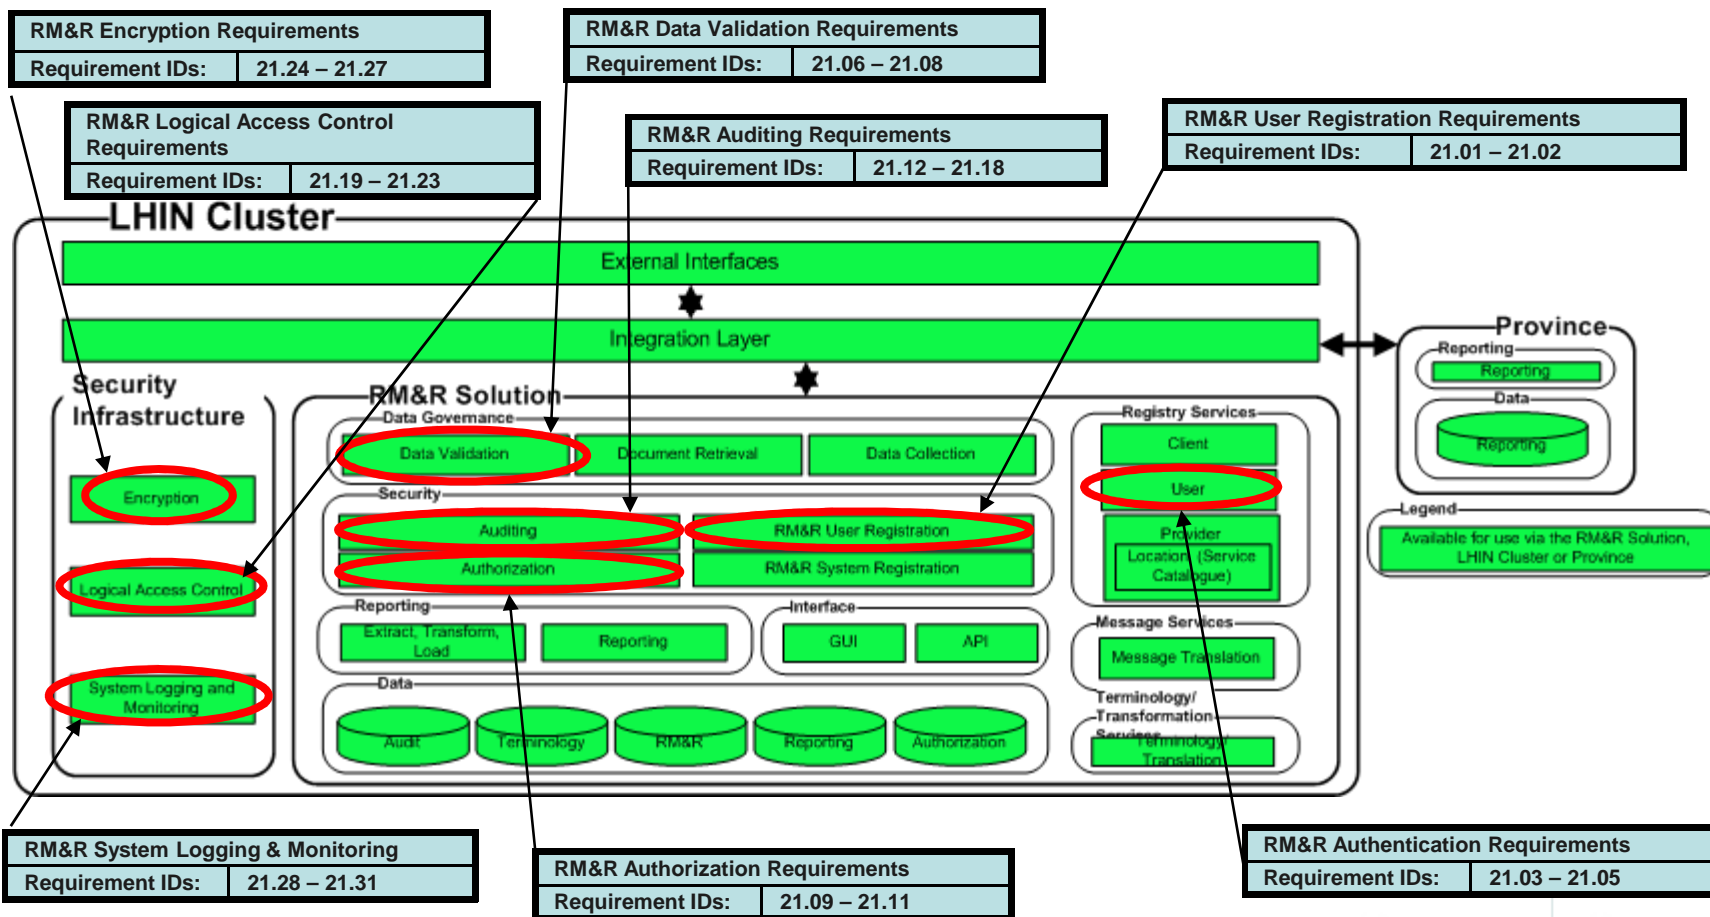 RM&R Encryption Requirements
Requirement IDs: 21.24 – 21.27
RM&R Data Validation Requirements
Requirement IDs: 21.06 – 21.08
RM&R Logical Access Control
Requirements
Requirement IDs: 21.19 – 21.23
RM&R Auditing Requirements
Requirement IDs: 21.12 – 21.18
RM&R User Registration Requirements
Requirement IDs: 21.01 – 21.02
LHIN Cluster
External Interfaces
Integration Layer
Security
Infrastructure
Encryption
Logical Access Control
System Logging and
Monitoring
RM&R Solution
Data Governance
Data Validation
Document Retrieval
Data Collection
Security
Auditing
RM&R User Registration
Authorization
RM&R System Registration
Reporting
Extract, Transform,
Load
Reporting
Interface
GUI
API
Data
Audit
Terminology
RM&R
Reporting
Authorization
Registry Services
Client
User
Provider
Location (Service
Catalogue)
Message Services
Message Translation
Terminology/
Transformation
Services
Terminology/
Translation
Province
Reporting
Reporting
Data
Reporting
Legend
Available for use via the RM&R Solution,
LHIN Cluster or Province
RM&R System Logging & Monitoring
Requirement IDs: 21.28 – 21.31
RM&R Authorization Requirements
Requirement IDs: 21.09 – 21.11
RM&R Authentication Requirements
Requirement IDs: 21.03 – 21.05